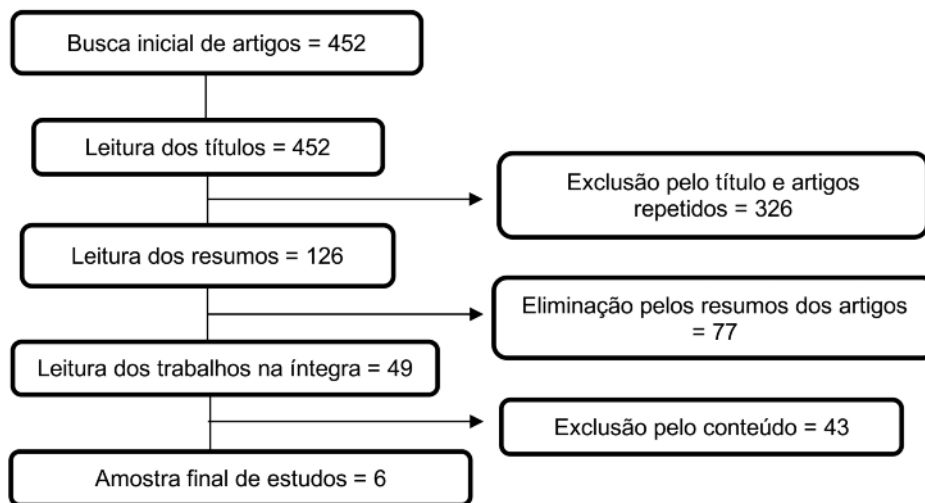 Busca inicial de artigos = 452
Leitura dos títulos = 452
Exclusão pelo título e artigos
repetidos = 326
Leitura dos resumos = 126
Eliminação pelos resumos dos artigos
= 77
Leitura dos trabalhos na íntegra = 49
Exclusão pelo conteúdo = 43
Amostra final de estudos = 6